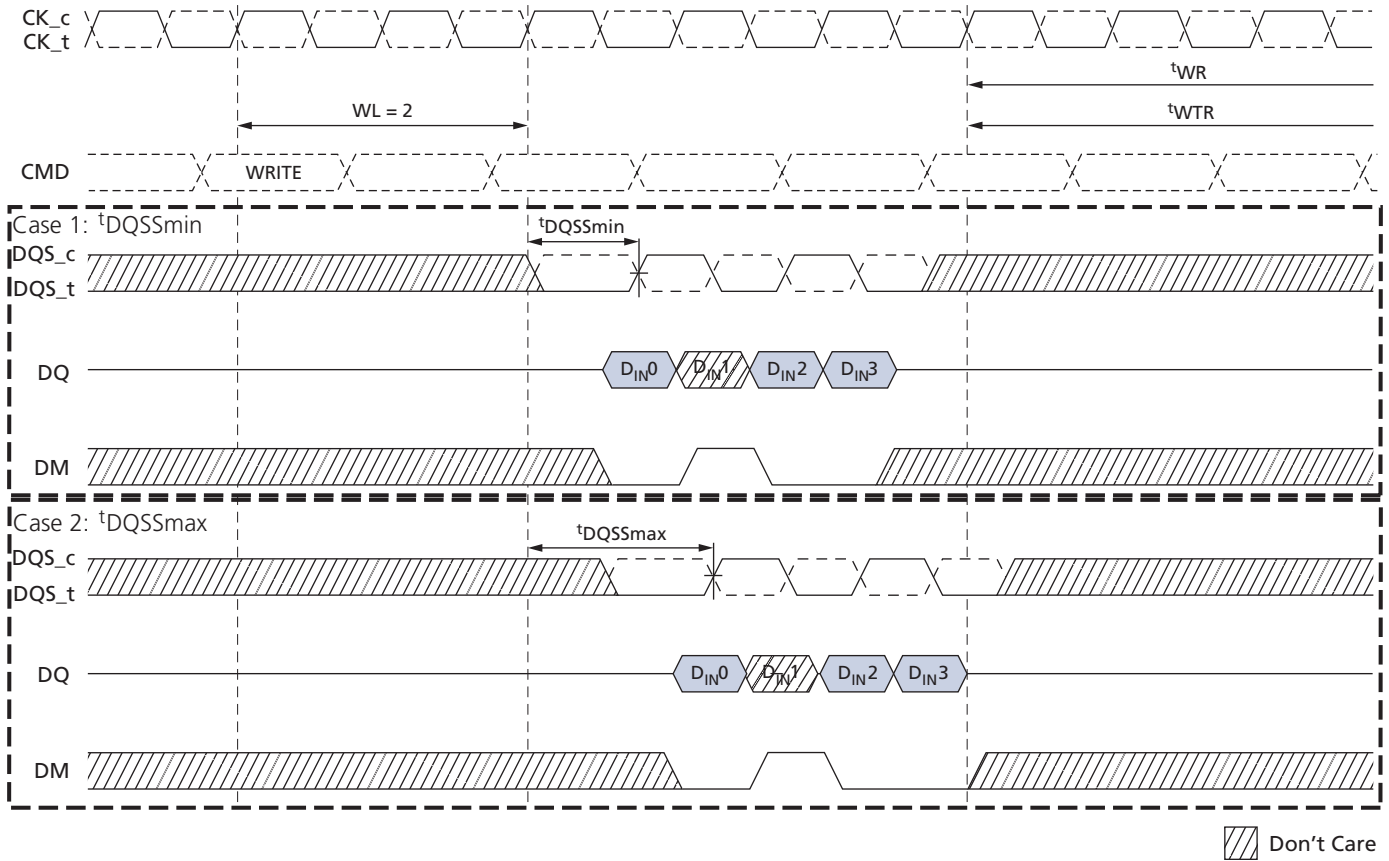 CK_c
CK_t
tWR
WL = 2
tWTR
CMD
WRITE
Case 1: tDQSSmin
tDQSSmin
DQS_c
DQS_t
DQ
DIN0
DIN1
DIN2
DIN3
DM
Case 2: tDQSSmax
tDQSSmax
DQS_c
DQS_t
DQ
DIN0
DIN1
DIN2
DIN3
DM
Don't Care